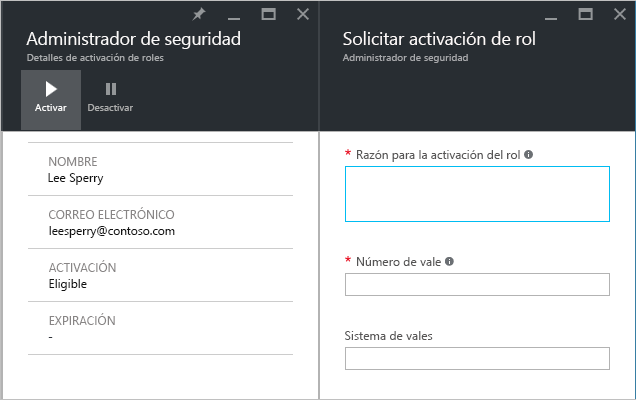 Administrador de seguridad
Detalles de activación de roles
Activar
Desactivar
NOMBRE
Lee Sperry
CORREO ELECTRÓNICO
leesperry@contoso.com
ACTIVACIÓN
Eligible
EXPIRACIÓN
-
Solicitar activación de rol
Administrador de seguridad
* Razón para la activación del rol
* Número de vale
Sistema de vales